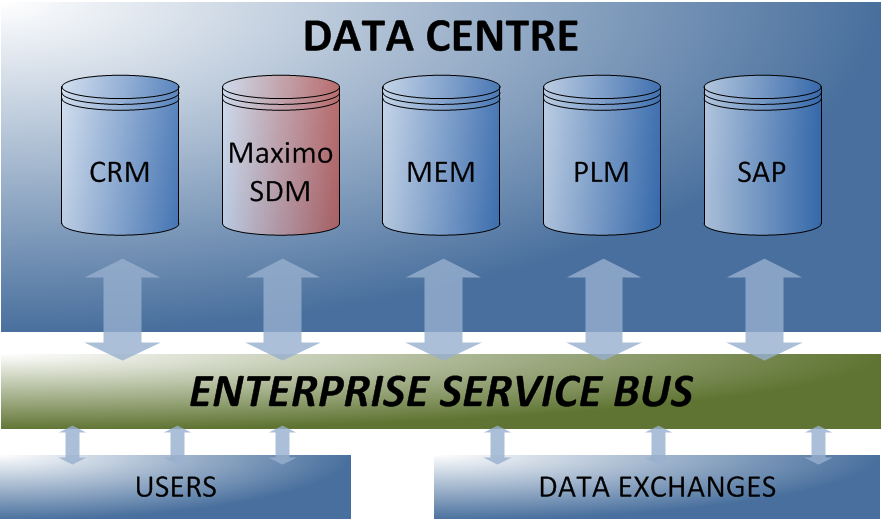 DATA CENTRE
CRM
Maximo
SDM
MEM
PLM
SAP
ENTERPRISE SERVICE BUS
USERS
DATA EXCHANGES